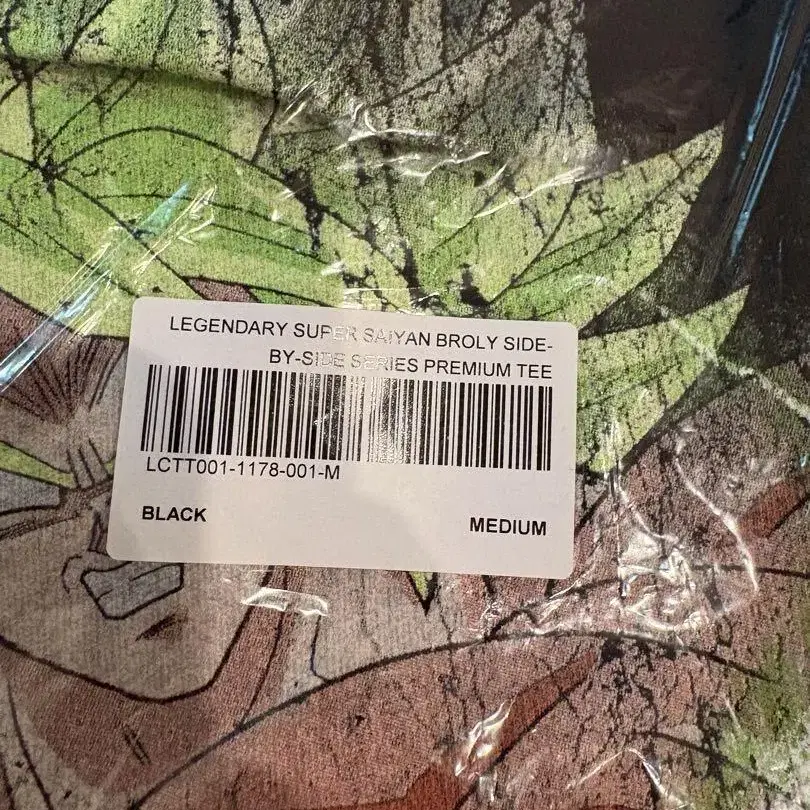 LEGENDARY SUPER SAIYAN BROLY SIDE-
BY-SIDE SERIES PREMIUM TEE
LCTT001-1178-001-M
BLACK
MEDIUM